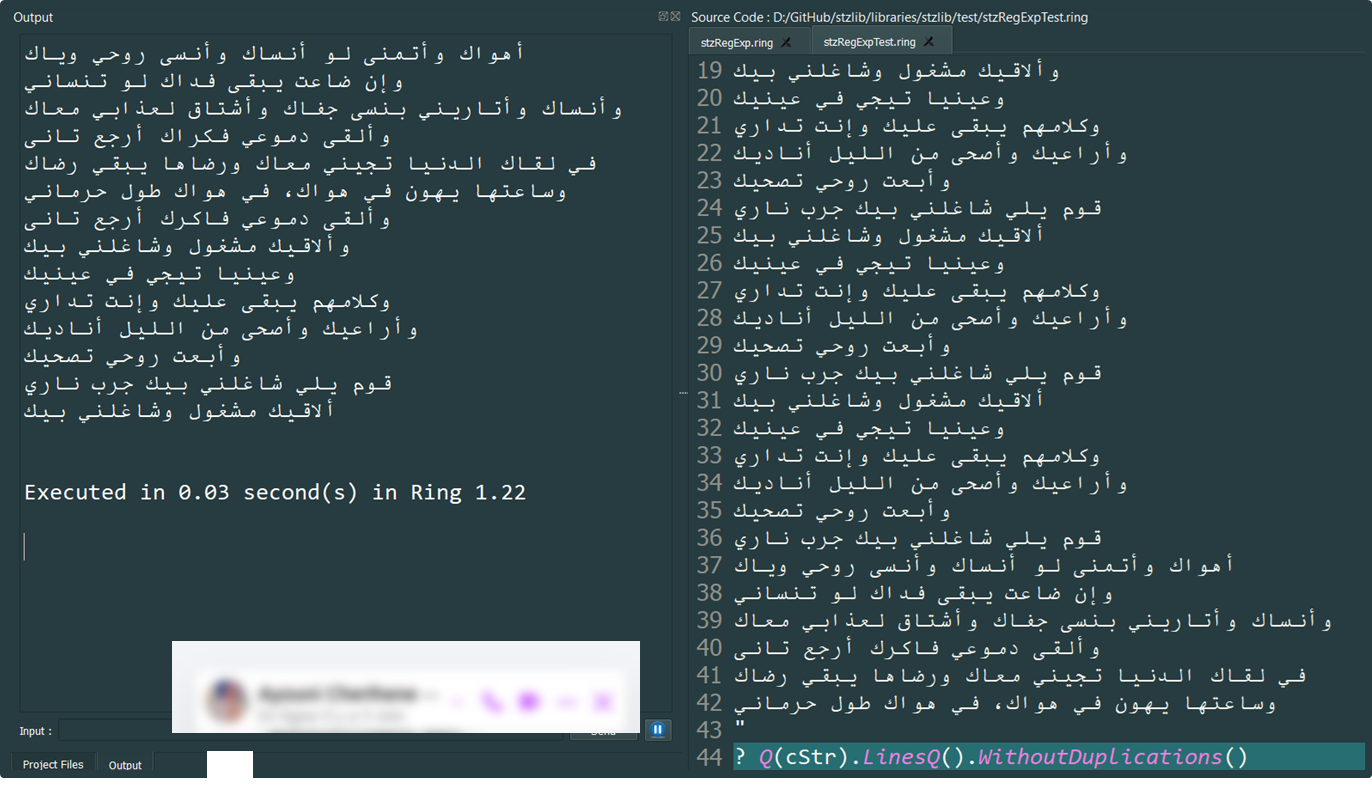 Output
أهواك وأتمنى لو أنساك وأنسى روحي وياك
وإن ضاعت يبقى فداك لو تنساني
وأنساك وأتاريني بنسى جفاك وأشتاق لعذابي معاك
وألقى دموعي فكراك أرجع تانى
في لقاك الدنيا تجيني معاك ورضاها يبقي رضاك
وساعتها يهون في هواك، في هواك طول حرماني
وألقى دموعي فاكرك أرجع تانى
وألاقيك مشغول وشاغلني بيك
وعينيا تيجي في عينيك
وكلامهم يبقى عليك وإنت تداري
وأراعيك وأصحى من الليل أناديك
وأبعت روحي تصحيك
قوم يلي شاغلني بيك جرب ناري
ألاقيك مشغول وشاغلني بيك
Executed in 0.03 second(s) in Ring 1.22
Input :
Project Files
Output
Source Code : D:/GitHub/stzlib/libraries/stzlib/test/stzRegExpTest.ring
stzRegExp.ring
stzRegExpTest.ring
19 وألاقيك مشغول وشاغلني بيك
20 وعينيا تيجي في عينيك
21 وكلامهم يبقى عليك وإنت تداري
22 وأراعيك وأصحى من الليل أناديك
23 وأبعت روحي تصحيك
24 قوم يلي شاغلني بيك جرب ناري
25 ألاقيك مشغول وشاغلني بيك
26 وعينيا تيجي في عينيك
27 وكلامهم يبقى عليك وإنت تداري
28 وأراعيك وأصحى من الليل أناديك
29 وأبعت روحي تصحيك
30 قوم يلي شاغلني بيك جرب ناري
31 ألاقيك مشغول وشاغلني بيك
32 وعينيا تيجي في عينيك
33 وكلامهم يبقى عليك وإنت تداري
34 وأراعيك وأصحى من الليل أناديك
35 وأبعت روحي تصحيك
36 قوم يلي شاغلني بيك جرب ناري
37 أهواك وأتمنى لو أنساك وأنسى روحي وياك
38 وإن ضاعت يبقى فداك لو تنساني
39 وأنساك وأتاريني بنسى جفاك وأشتاق لعذابي معاك
40 وألقى دموعي فاكرك أرجع تانى
41 في لقاك الدنيا تجيني معاك ورضاها يبقي رضاك
42 وساعتها يهون في هواك، في هواك طول حرماني
43 "
44 ? Q(cStr).LinesQ().WithoutDuplications()